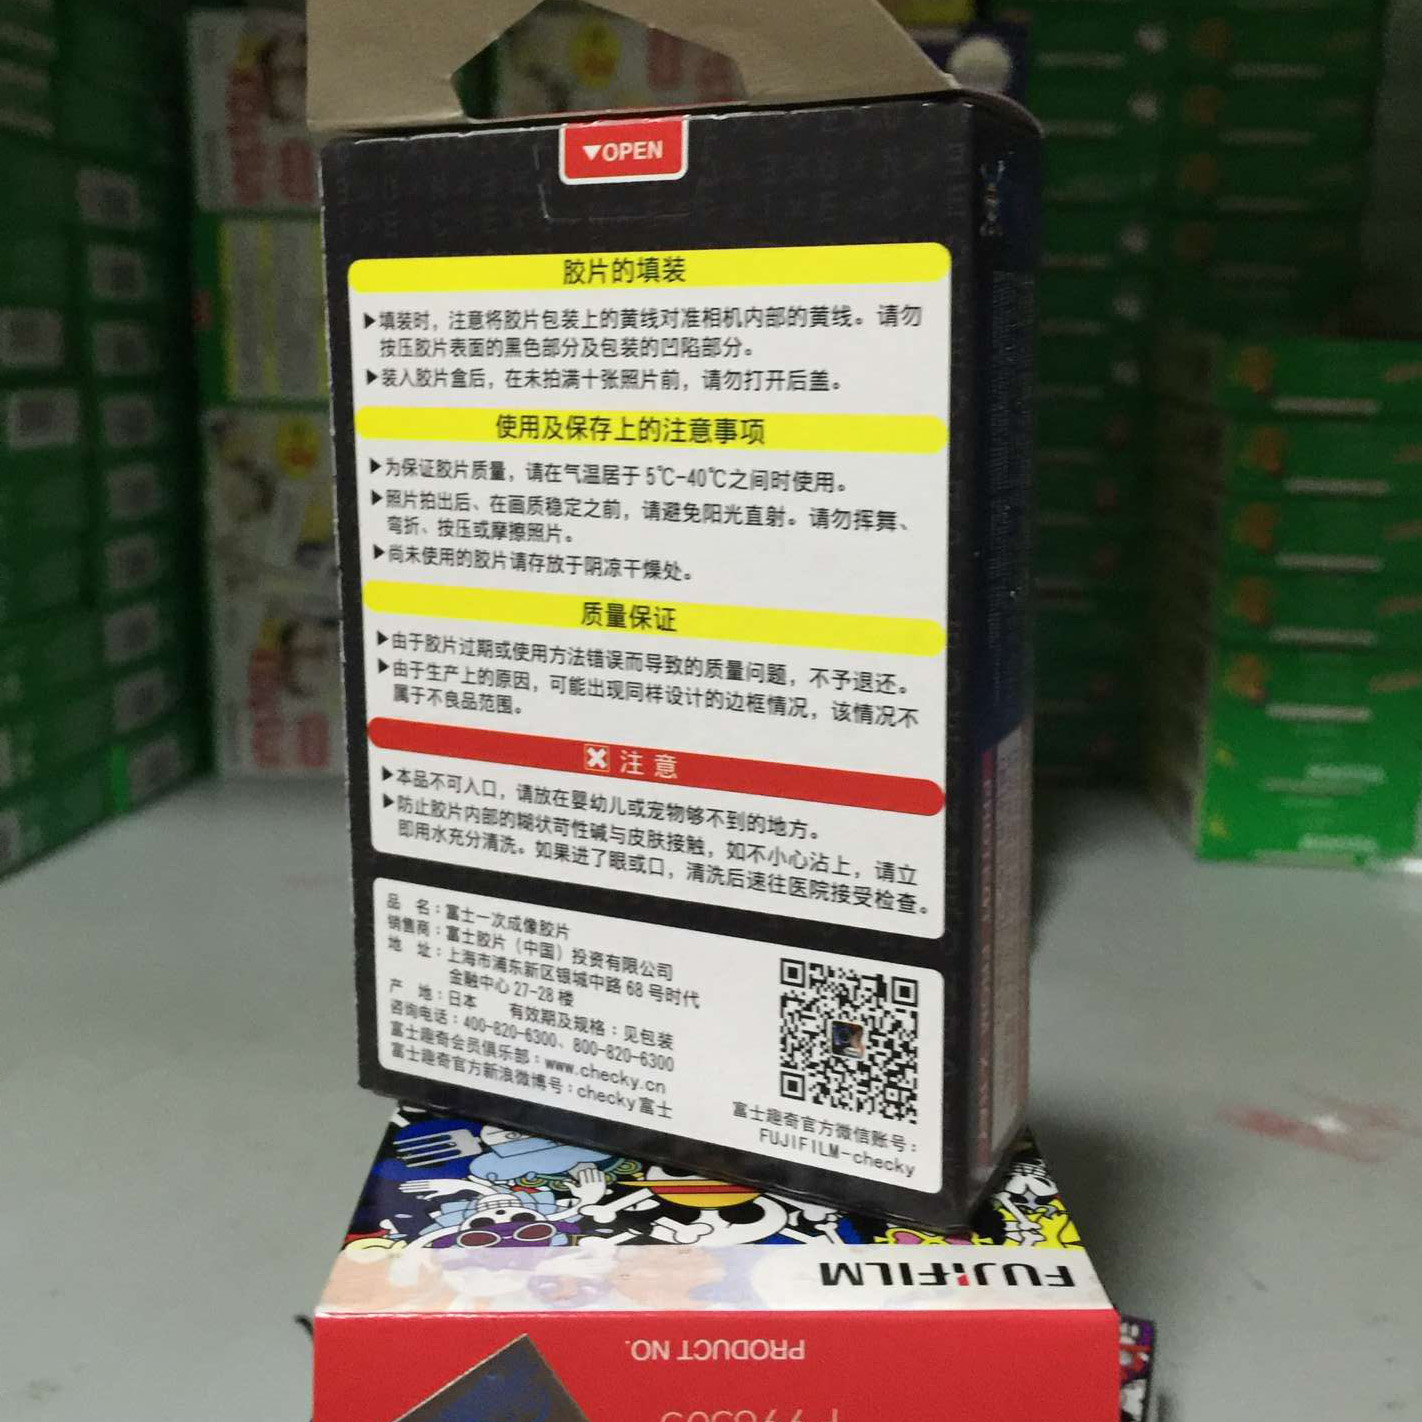 ▼OPEN
胶片的填装
▶填装时，注意将胶片包装上的黄线对准相机内部的黄线。请勿
按压胶片表面的黑色部分及包装的凹陷部分。
▶装入胶片盒后，在未拍满十张照片前，请勿打开后盖。
使用及保存上的注意事项
▶为保证胶片质量，请在气温居于 5℃-40℃之间时使用。
▶照片拍出后、在画质稳定之前，请避免阳光直射。请勿挥舞、
弯折、按压或摩擦照片。
▶尚未使用的胶片请存放于阴凉干燥处。
质量保证
▶由于胶片过期或使用方法错误而导致的质量问题，不予退还。
▶由于生产上的原因，可能出现同样设计的边框情况，该情况不
属于不良品范围。
注意
▶本品不可入口，请放在婴幼儿或宠物够不到的地方。
▶防止胶片内部的糊状苛性碱与皮肤接触，如不小心沾上，请立
即用水充分清洗。如果进了眼或口，清洗后速往医院接受检查。
品 名：富士一次成像胶片
销售商：富士胶片（中国）投资有限公司
地 址：上海市浦东新区银城中路 68 号时代
金融中心 27-28 楼
产 地：日本 有效期及规格：见包装
咨询电话：400-820-6300、800-820-6300
富士趣奇会员俱乐部：www.checky.cn
富士趣奇官方新浪微博号：checky富士
富士趣奇官方微信账号：
FUJIFILM-checky
FUJIFILM
PRODUCT NO.